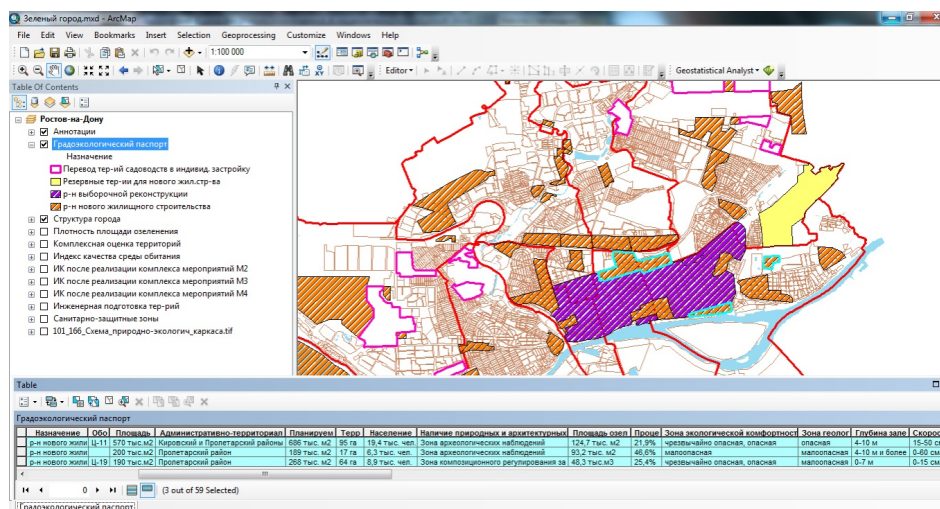 Зеленый город.mxd - ArcMap
File Edit View Bookmarks Insert Selection Geoprocessing Customize Windows Help
1:100 000
Editor Geostatistical Analyst
Table Of Contents
Ростов-на-Дону
Аннотации
Градоэкологический паспорт
Назначение
Перевод тер-ий садоводств в индивид. застройку
Резервные тер-ии для нового жил.стр-ва
р-н выборочной реконструкции
р-н нового жилищного строительства
Структура города
Плотность площади озеленения
Комплексная оценка территорий
Индекс качества среды обитания
ИК после реализации комплекса мероприятий М2
ИК после реализации комплекса мероприятий М3
ИК после реализации комплекса мероприятий М4
Инженерная подготовка тер-рий
Санитарно-защитные зоны
101_166_Схема_природно-экологич_каркаса.tif
Table
Градоэкологический паспорт
Назначение Обо Площадь Административно-территориал Планируем Терр Население Наличие природных и архитектурных Площадь озел Проце Зона экологической комфортност Зона геолог Глубина зале Скорос
р-н нового жили Ц-11 570 тыс.м2 Кировский и Пролетарский районы 686 тыс. м2 95 га 19,4 тыс. чел. Зона археологических наблюдений 124,7 тыс. м2 21,9% чрезвычайно опасная, опасная опасная 4-10 м 15-50 см
р-н нового жили 200 тыс.м2 Пролетарский район 169 тыс. м2 17 га 6,3 тыс. чел. Зона археологических наблюдений 93,2 тыс. м2 46,6% малоопасная малоопасная 4-10 м и более 0-60 см
р-н нового жили Ц-19 190 тыс.м2 Пролетарский район 268 тыс. м2 64 га 8,9 тыс. чел. Зона композиционного регулирования за 48,3 тыс.м3 25,4% чрезвычайно опасная, опасная малоопасная 0-7 м 0-15 см
0 (3 out of 59 Selected)
Градоэкологический паспорт